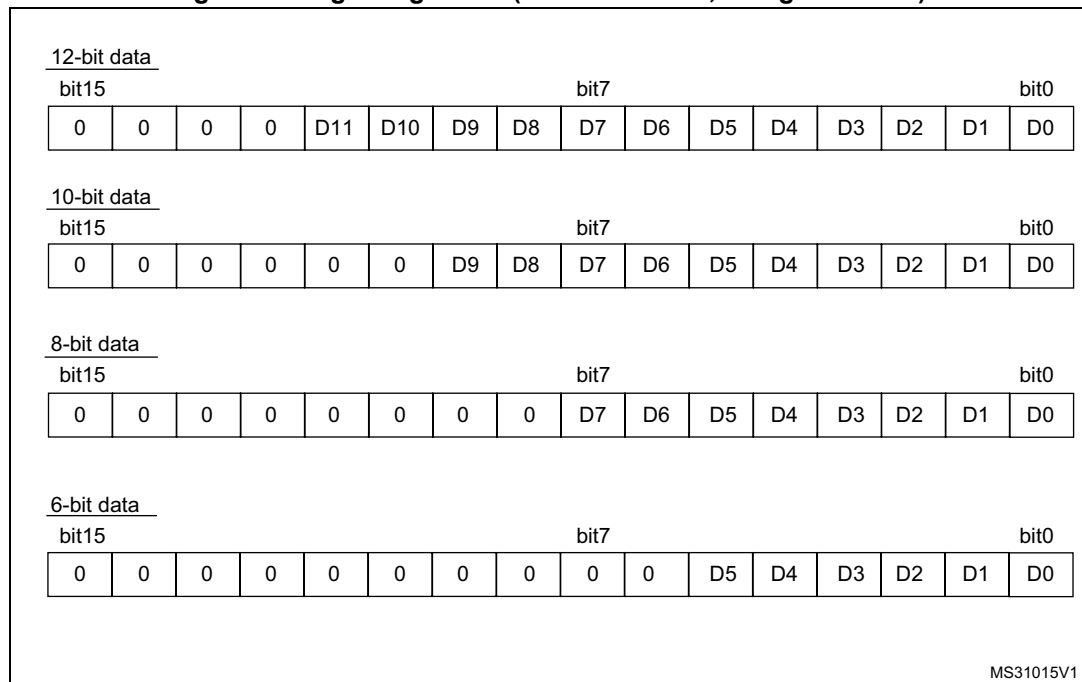 12-bit data
bit15 bit7 bit0
0 0 0 0 D11 D10 D9 D8 D7 D6 D5 D4 D3 D2 D1 D0
10-bit data
bit15 bit7 bit0
0 0 0 0 0 0 D9 D8 D7 D6 D5 D4 D3 D2 D1 D0
8-bit data
bit15 bit7 bit0
0 0 0 0 0 0 0 0 D7 D6 D5 D4 D3 D2 D1 D0
6-bit data
bit15 bit7 bit0
0 0 0 0 0 0 0 0 0 0 D5 D4 D3 D2 D1 D0
MS31015V1